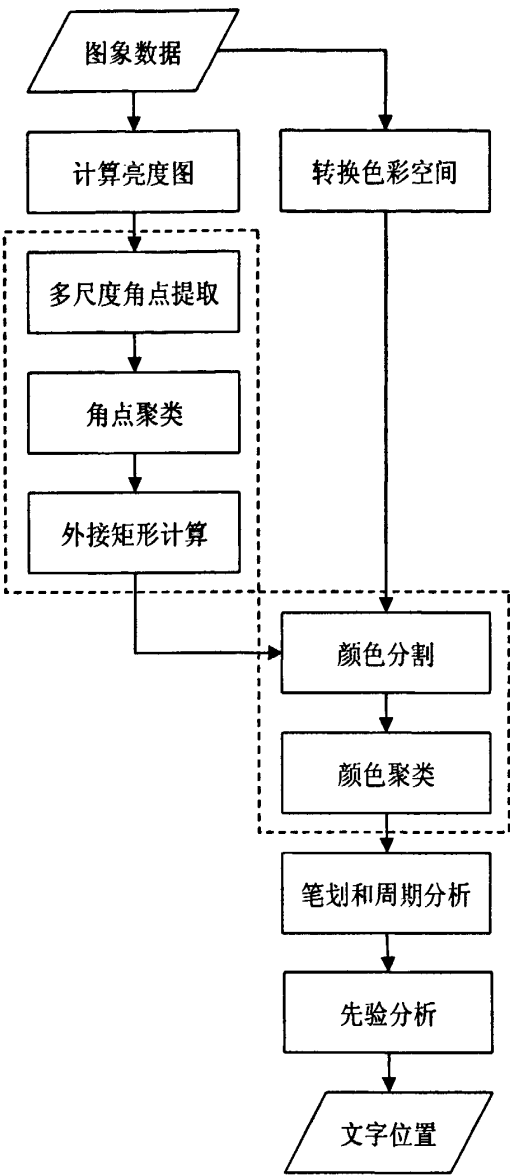 图象数据
计算亮度图
转换色彩空间
多尺度角点提取
角点聚类
外接矩形计算
颜色分割
颜色聚类
笔划和周期分析
先验分析
文字位置